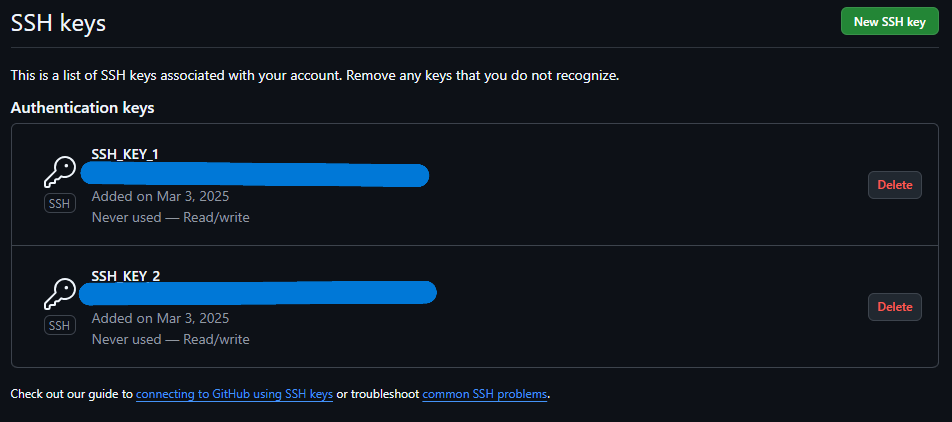 SSH keys
New SSH key
This is a list of SSH keys associated with your account. Remove any keys that you do not recognize.
Authentication keys
SSH_KEY_1
Added on Mar 3, 2025
SSH
Never used — Read/write
Delete
SSH_KEY_2
Added on Mar 3, 2025
SSH
Never used — Read/write
Delete
Check out our guide to connecting to GitHub using SSH keys or troubleshoot common SSH problems.